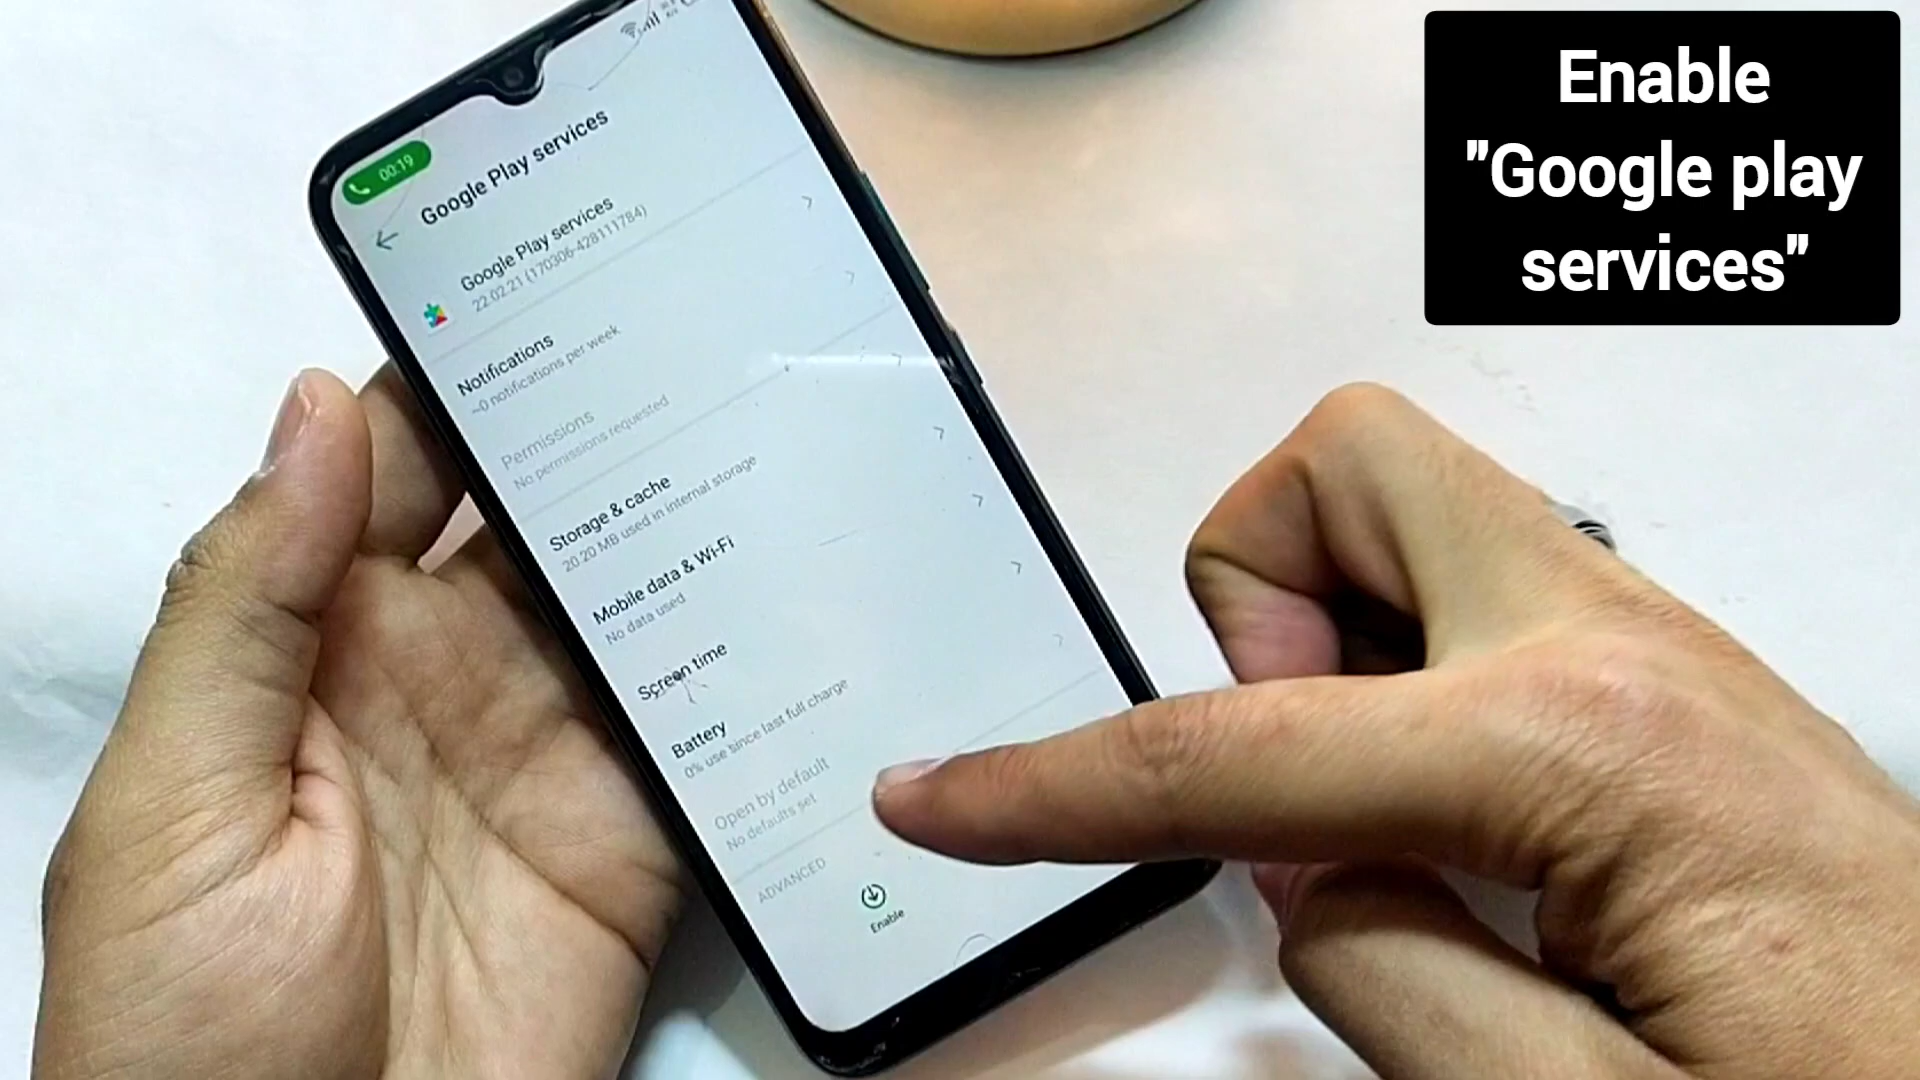 Enable
"Google play
services"
00:19
Google Play services
Google Play services
22.02.21 (170306-428111784)
Notifications
~0 notifications per week
Permissions
No permissions requested
Storage & cache
20.20 MB used in internal storage
Mobile data & Wi-Fi
No data used
Screen time
Battery
0% use since last full charge
Open by default
No defaults set
ADVANCED
Enable